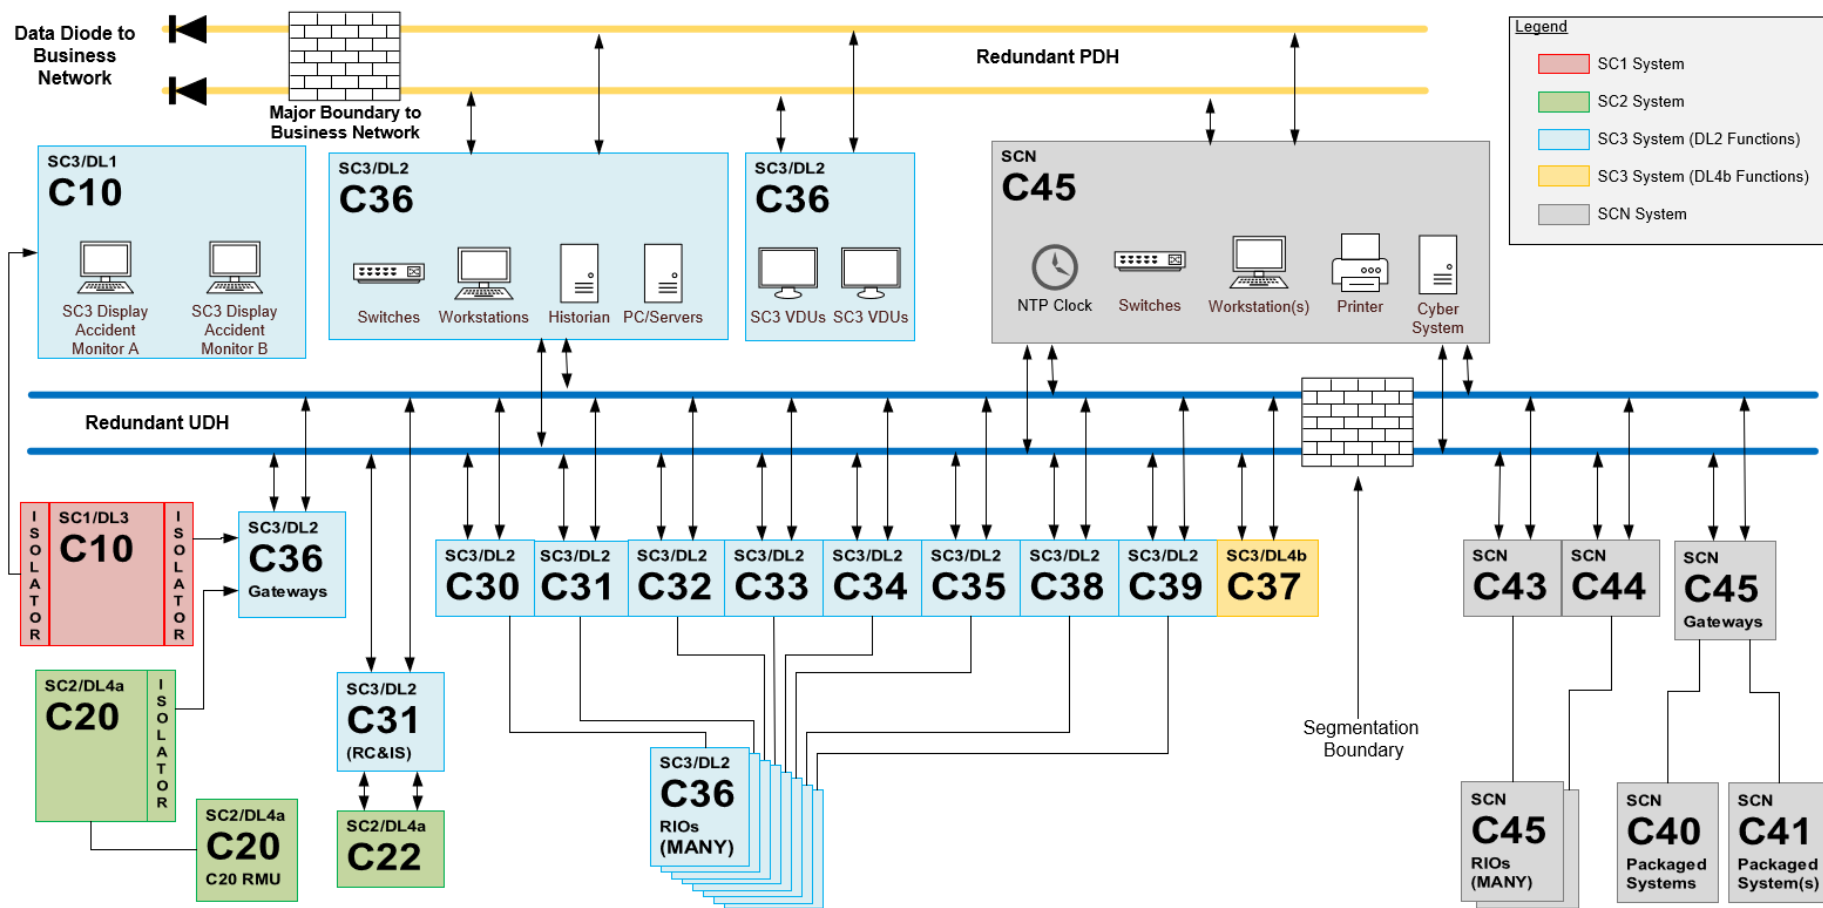 Data Diode to
Business
Network
Major Boundary to
Business Network
Redundant PDH
Legend
SC1 System
SC2 System
SC3 System (DL2 Functions)
SC3 System (DL4b Functions)
SCN System
SC3/DL1
C10
SC3 Display
Accident
Monitor A
SC3 Display
Accident
Monitor B
SC3/DL2
C36
Switches
Workstations
Historian
PC/Servers
SC3/DL2
C36
SC3 VDUs
SC3 VDUs
SCN
C45
NTP Clock
Switches
Workstation(s)
Printer
Cyber
System
Redundant UDH
ISOLATOR
SC1/DL3
C10
ISOLATOR
SC3/DL2
C36
Gateways
SC2/DL4a
C20
ISOLATOR
SC2/DL4a
C20
C20 RMU
SC3/DL2
C31
(RC&IS)
SC2/DL4a
C22
SC3/DL2
C30
SC3/DL2
C31
SC3/DL2
C32
SC3/DL2
C33
SC3/DL2
C34
SC3/DL2
C35
SC3/DL2
C38
SC3/DL2
C39
SC3/DL4b
C37
SC3/DL2
C36
RIOs
(MANY)
Segmentation
Boundary
SCN
C43
SCN
C44
SCN
C45
Gateways
SCN
C45
RIOs
(MANY)
SCN
C40
Packaged
Systems
SCN
C41
Packaged
System(s)